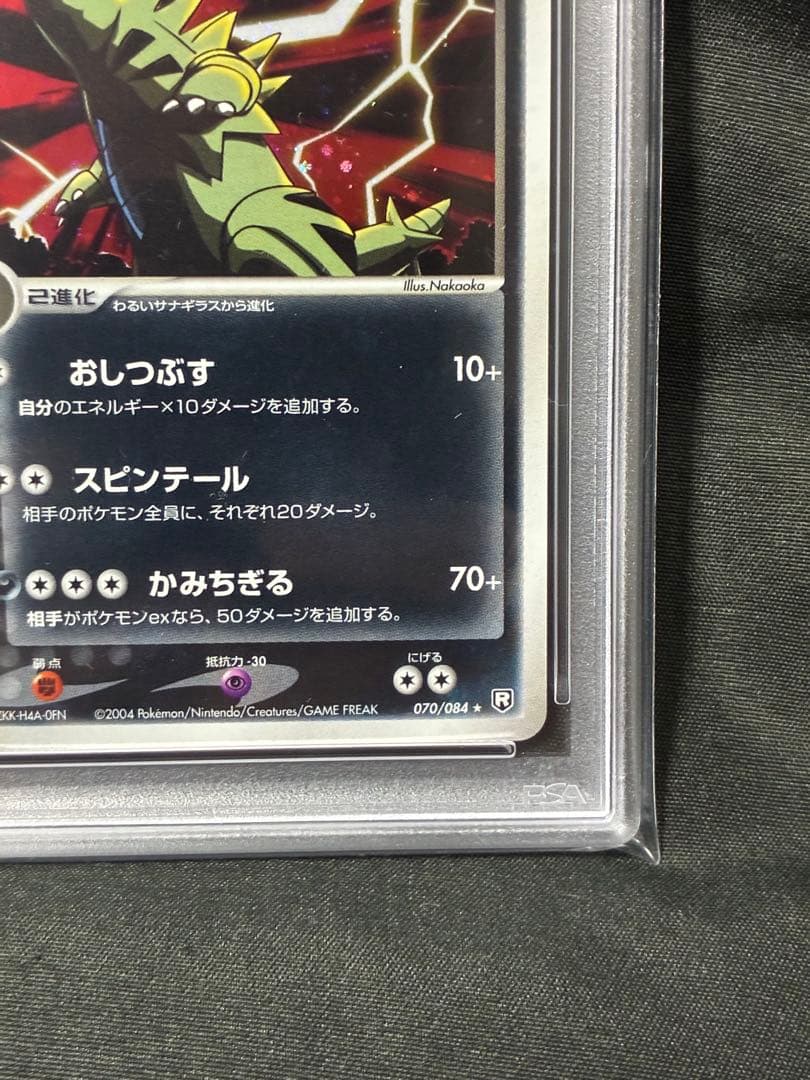 Illus.Nakaoka
己進化 わるいサナギラスから進化
おしつぶす 10+
自分のエネルギー×10ダメージを追加する。
スピンテール
相手のポケモン全員に、それぞれ20ダメージ。
かみちぎる 70+
相手がポケモンexなら、50ダメージを追加する。
弱点 抵抗力 -30 にげる
KK-H4A-0FN ©2004 Pokémon/Nintendo/Creatures/GAME FREAK 070/084 ★ R
PSA